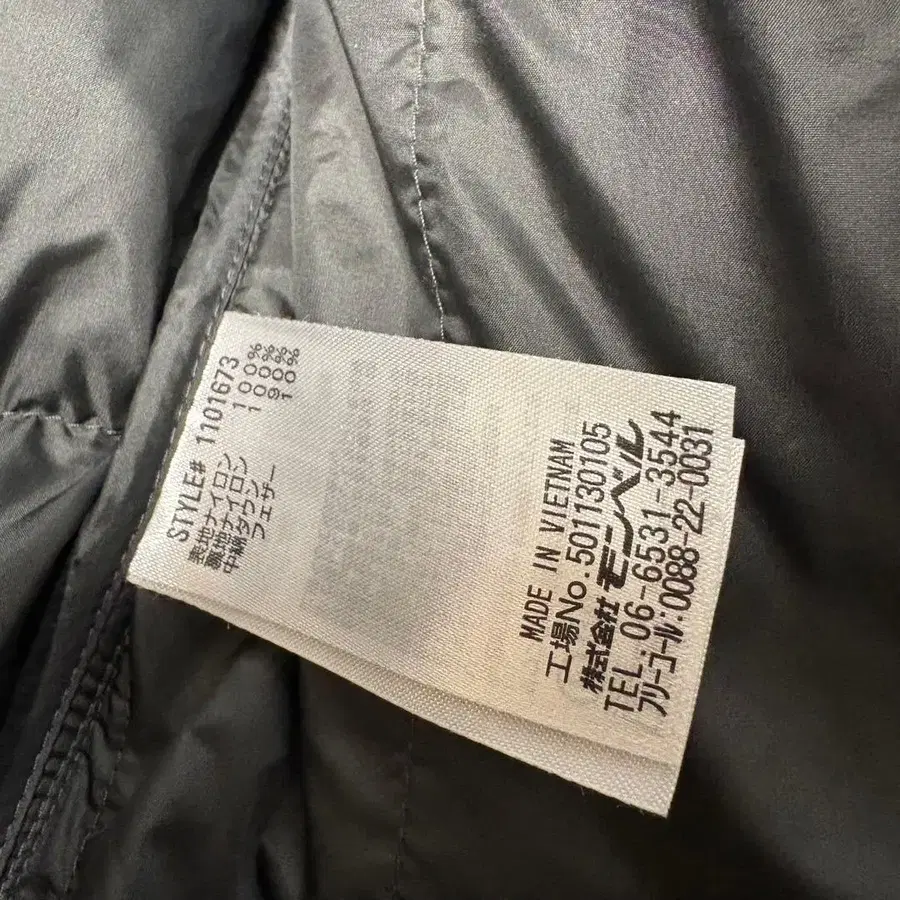 STYLE# 1101673
表地ナイロン 100%
裏地ナイロン 100%
中綿ダウン 90%
フェザー 10%
MADE IN VIETNAM
工場No.501130105
株式会社モンベル
TEL.06-6531-3544
フリーコール:0088-22-0031